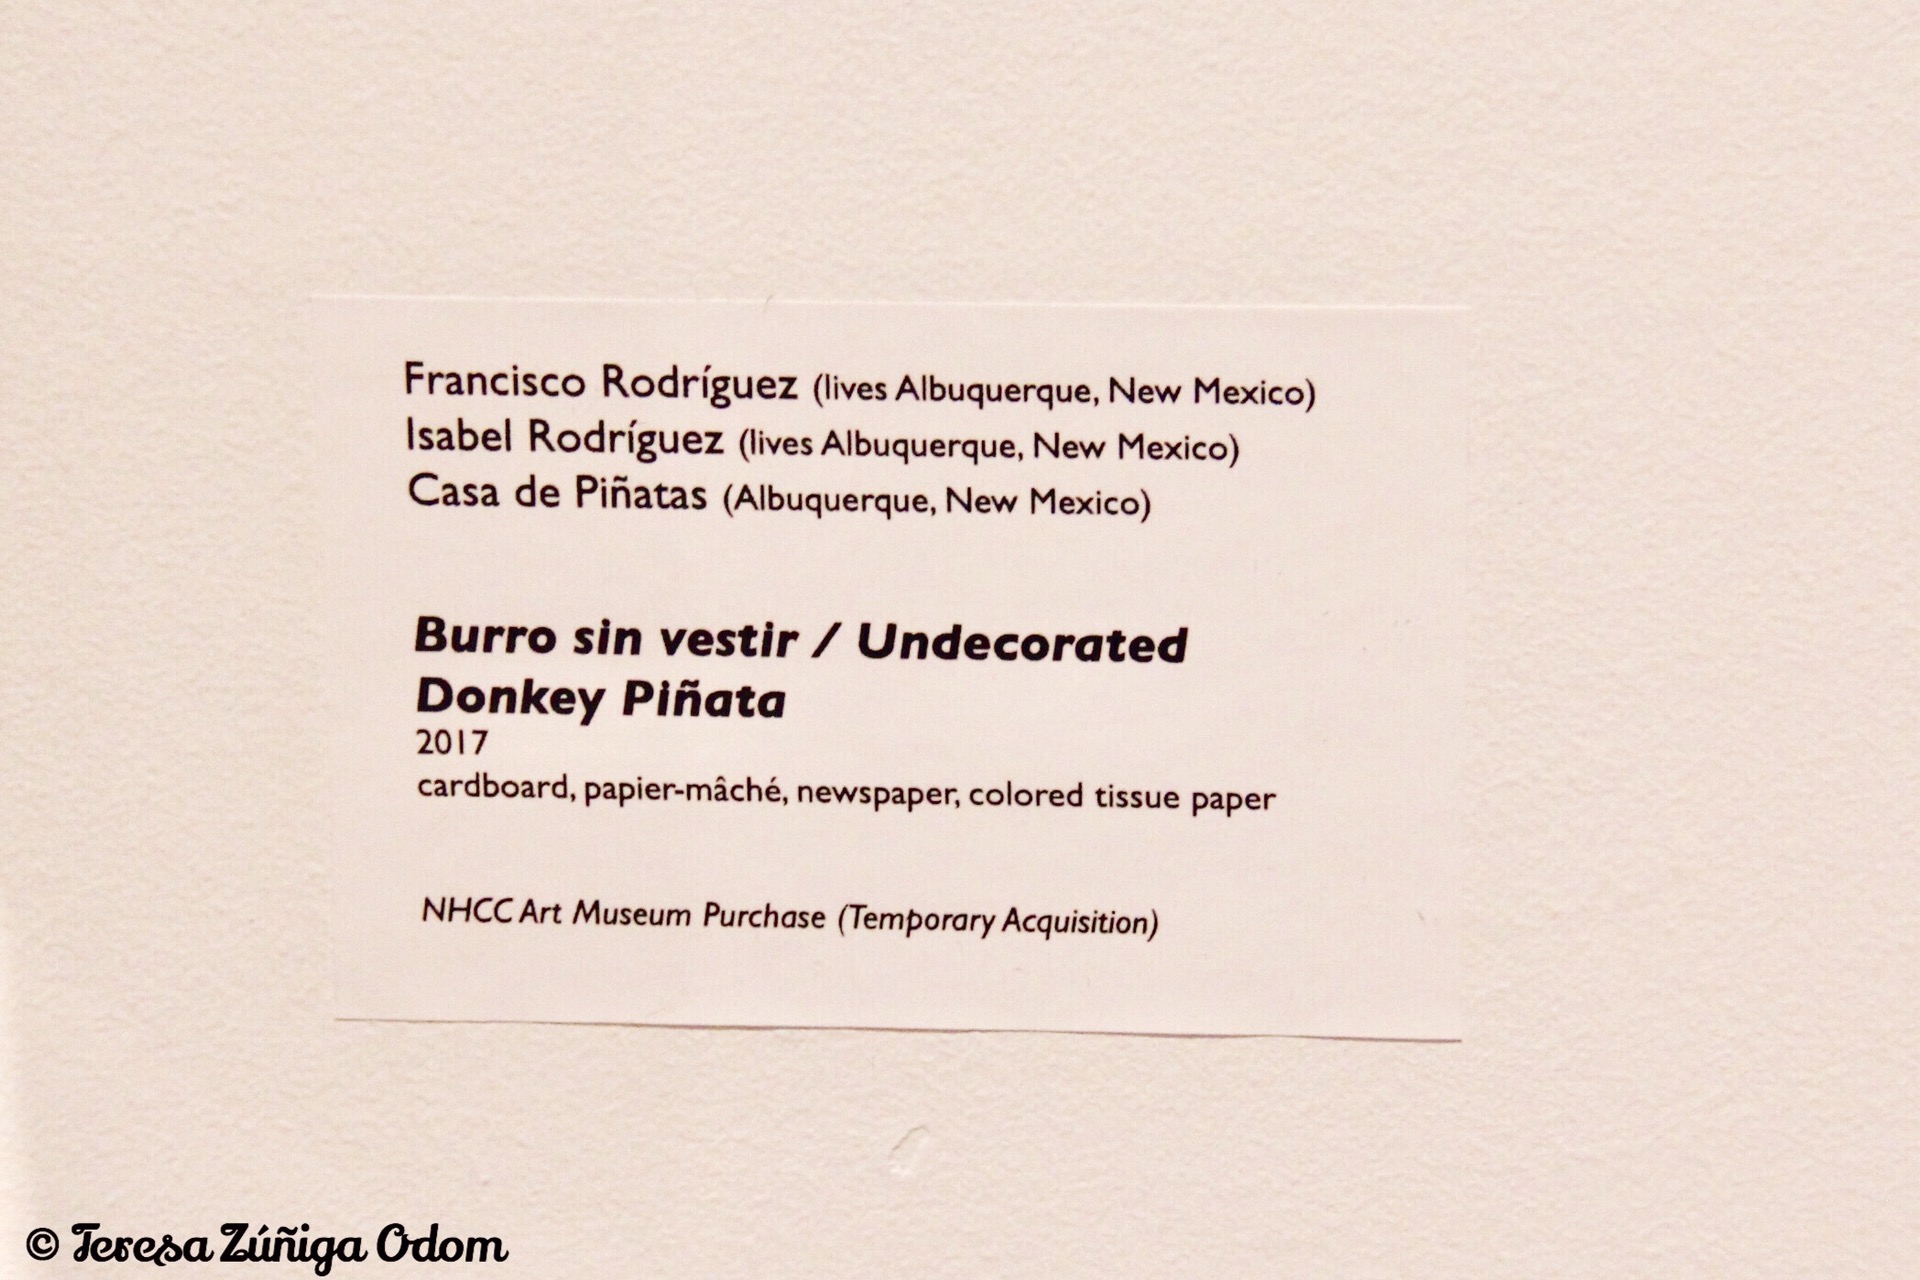 Francisco Rodríguez (lives Albuquerque, New Mexico)
Isabel Rodríguez (lives Albuquerque, New Mexico)
Casa de Piñatas (Albuquerque, New Mexico)
Burro sin vestir / Undecorated
Donkey Piñata
2017
cardboard, papier-mâché, newspaper, colored tissue paper
NHCC Art Museum Purchase (Temporary Acquisition)
© Teresa Zúñiga Odom